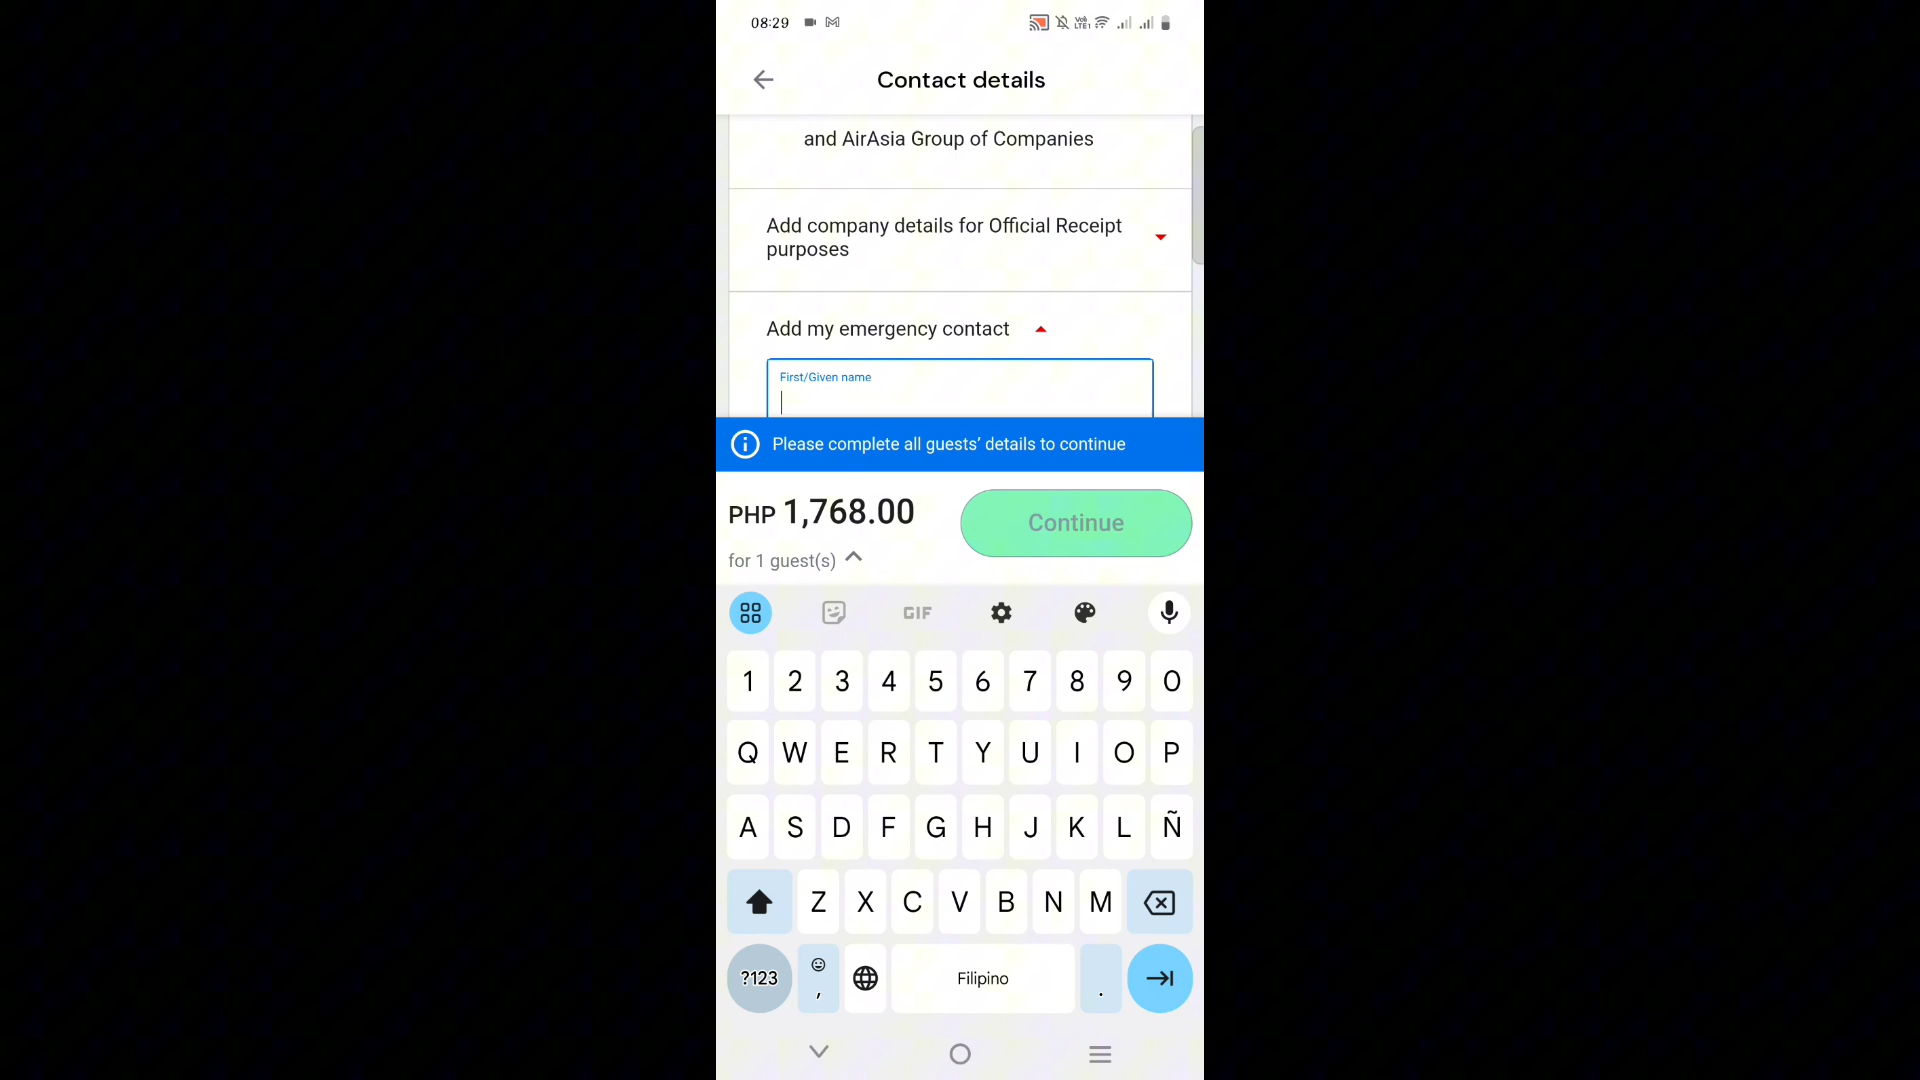 08:29
Contact details
and AirAsia Group of Companies
Add company details for Official Receipt
purposes
Add my emergency contact
First/Given name
Please complete all guests’ details to continue
PHP 1,768.00
Continue
for 1 guest(s)
GIF
1 2 3 4 5 6 7 8 9 0
Q W E R T Y U I O P
A S D F G H J K L Ñ
Z X C V B N M
?123 , Filipino .